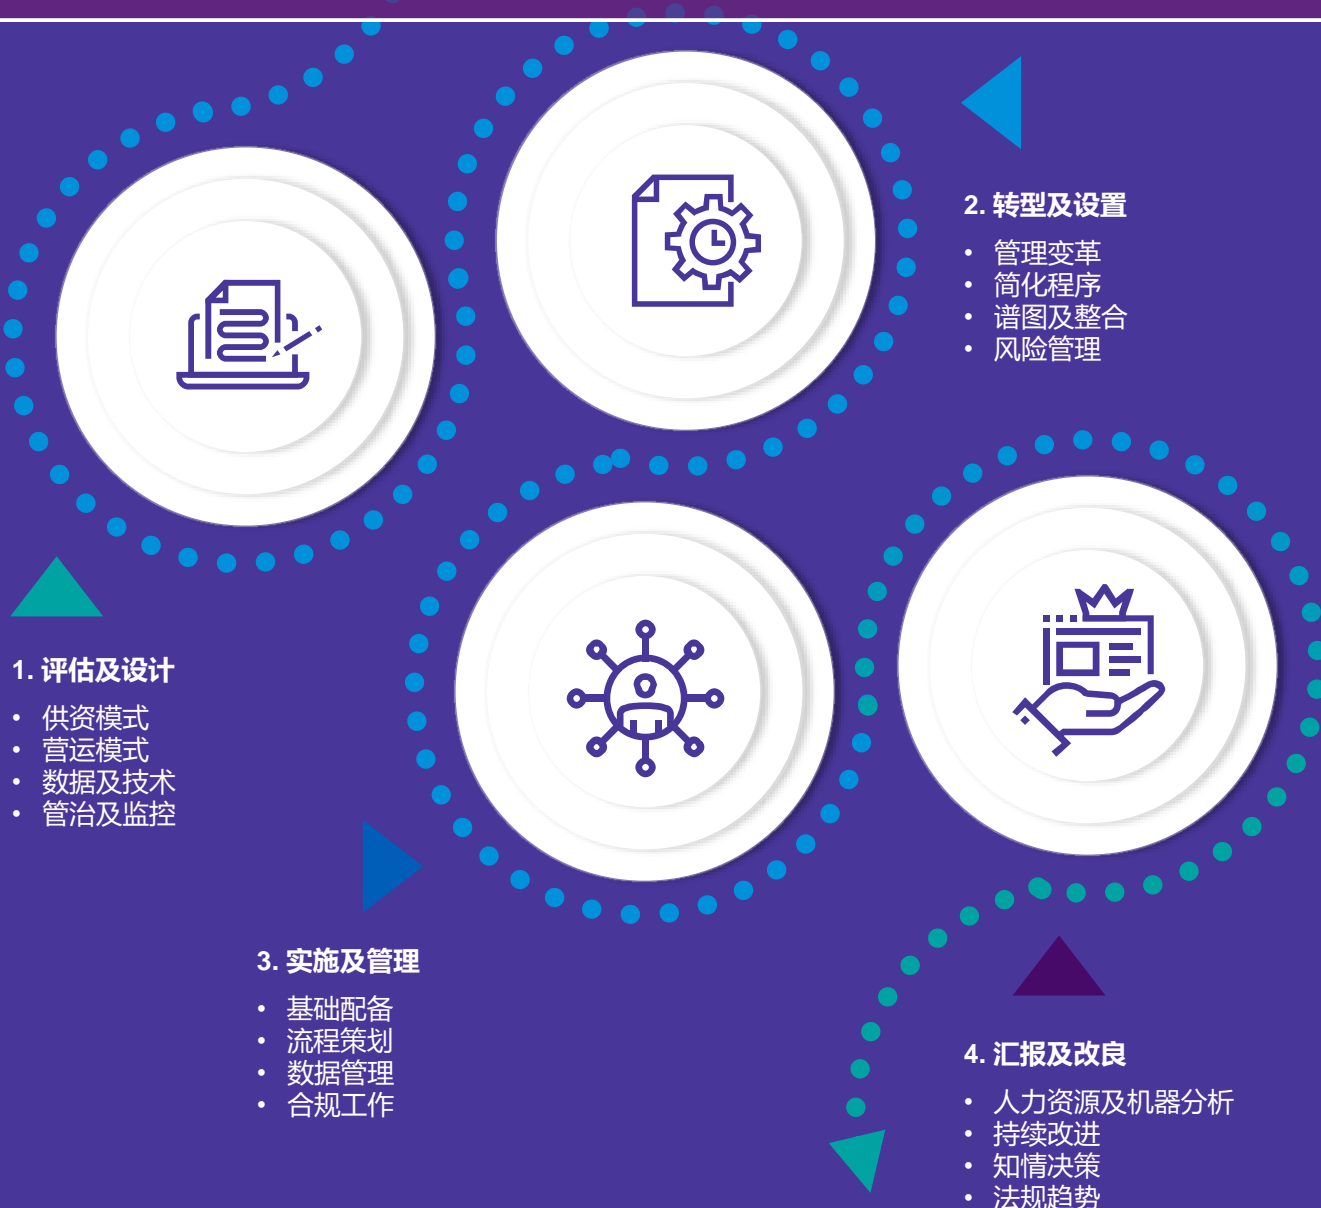 1. 评估及设计
• 供资模式
• 营运模式
• 数据及技术
• 管治及监控
2. 转型及设置
• 管理变革
• 简化程序
• 谱图及整合
• 风险管理
3. 实施及管理
• 基础配备
• 流程策划
• 数据管理
• 合规工作
4. 汇报及改良
• 人力资源及机器分析
• 持续改进
• 知情决策
• 法规趋势